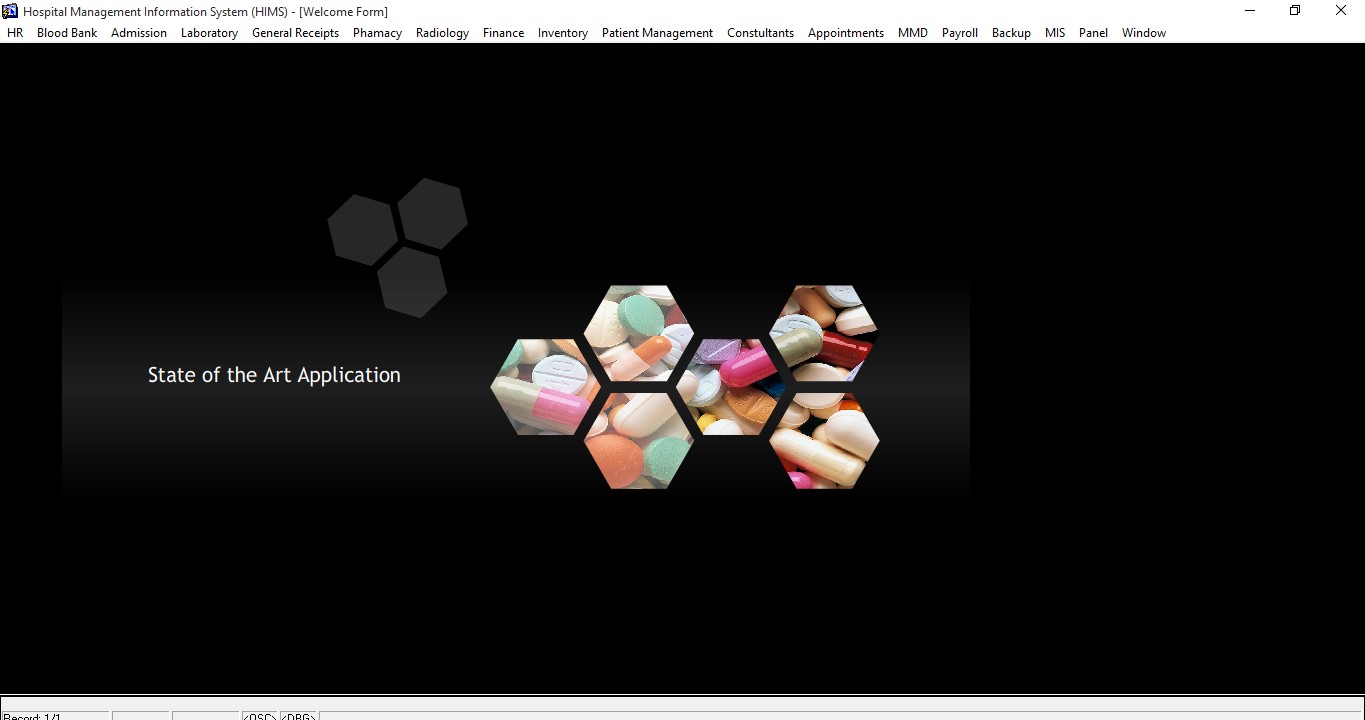 Hospital Management Information System (HIMS) - [Welcome Form]
HR Blood Bank Admission Laboratory General Receipts Phamacy Radiology Finance Inventory Patient Management Constultants Appointments MMD Payroll Backup MIS Panel Window
State of the Art Application
Record: 1/1 <OSC> <DBG>